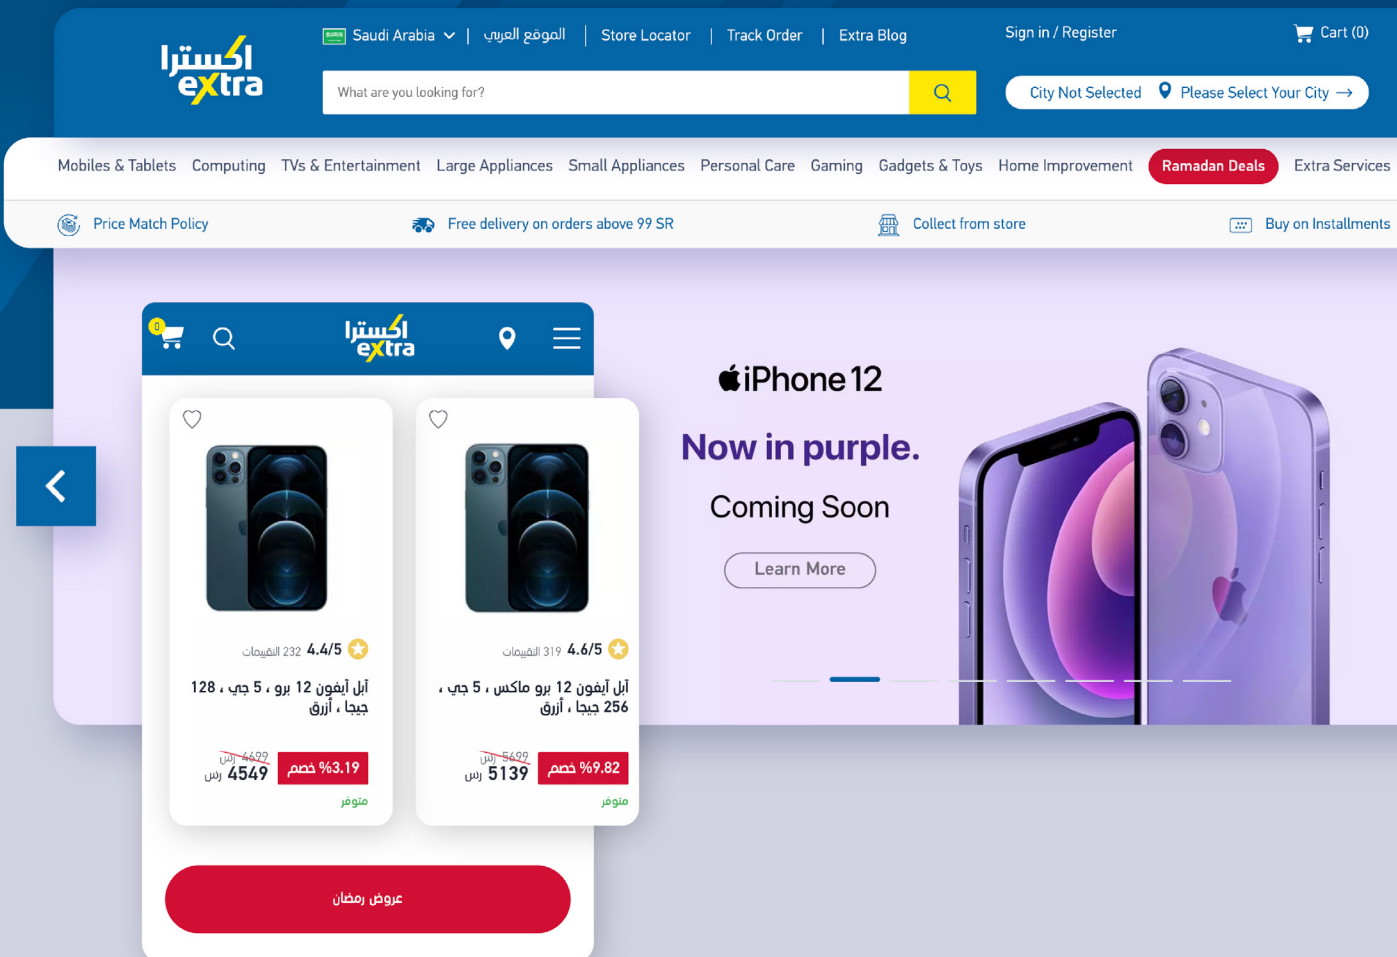 اكسترا
extra
Saudi Arabia | الموقع العربي | Store Locator | Track Order | Extra Blog
Sign in / Register
Cart (0)
What are you looking for?
City Not Selected Please Select Your City →
Mobiles & Tablets Computing TVs & Entertainment Large Appliances Small Appliances Personal Care Gaming Gadgets & Toys Home Improvement Ramadan Deals Extra Services
Price Match Policy Free delivery on orders above 99 SR Collect from store Buy on Installments
0
اكسترا
extra
4.4/5 232 التقييمات
أبل آيفون 12 برو ، 5 جي ، 128
جيجا ، أزرق
4699 رس
4549 رس
3.19% خصم
متوفر
4.6/5 319 التقييمات
أبل آيفون 12 برو ماكس ، 5 جي ،
256 جيجا ، أزرق
5699 رس
5139 رس
9.82% خصم
متوفر
عروض رمضان
iPhone 12
Now in purple.
Coming Soon
Learn More